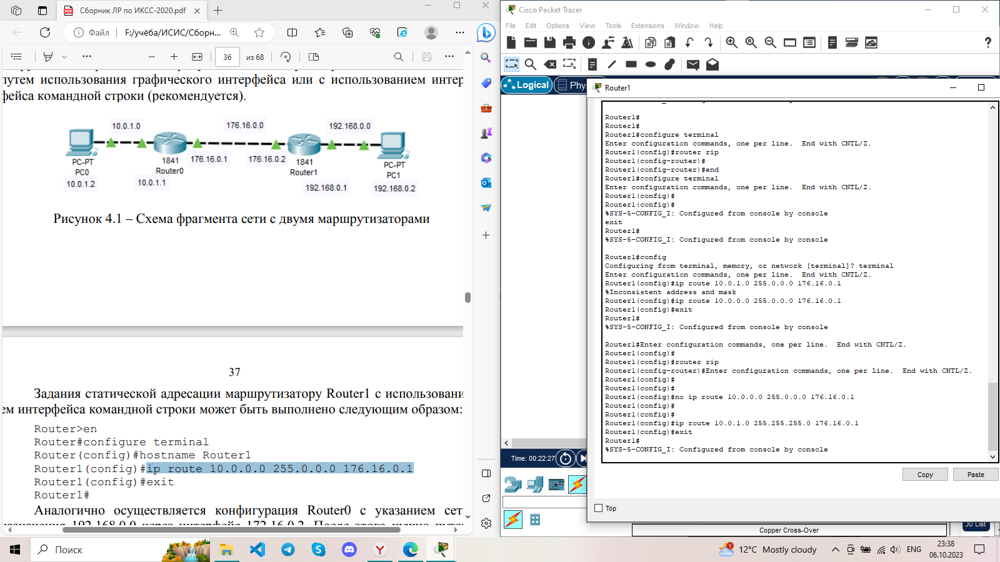 Сборник ЛР по ИКСС-2020.pdf
Файл
F:/учёба/ИСИС/Сборн...
36
из 68
путем использования графического интерфейса или с использованием интер
фейса командной строки (рекомендуется).
10.0.1.0
176.16.0.0
192.168.0.0
176.16.0.1
176.16.0.2
1841
Router0
1841
Router1
PC-PT
PC0
PC-PT
PC1
10.0.1.2
10.0.1.1
192.168.0.1
192.168.0.2
Рисунок 4.1 – Схема фрагмента сети с двумя маршрутизаторами
37
Задания статической адресации маршрутизатору Router1 с использовани
ем интерфейса командной строки может быть выполнено следующим образом:
Router>en
Router#configure terminal
Router(config)#hostname Router1
Router1(config)#ip route 10.0.0.0 255.0.0.0 176.16.0.1
Router1(config)#exit
Router1#
Аналогично осуществляется конфигурация Router0 с указанием сет
192.168.0.0 через интерфейс 172.16.0.2. После этого нужно путе
Cisco Packet Tracer
File Edit Options View Tools Extensions Window Help
Logical
Phy
Router1
Router1#
Router1#
Router1#configure terminal
Enter configuration commands, one per line.  End with CNTL/Z.
Router1(config)#router rip
Router1(config-router)#
Router1(config-router)#end
Router1#configure terminal
Enter configuration commands, one per line.  End with CNTL/Z.
Router1(config)#
Router1(config)#
%SYS-5-CONFIG_I: Configured from console by console
exit
Router1#
%SYS-5-CONFIG_I: Configured from console by console
Router1#config
Configuring from terminal, memory, or network [terminal]? terminal
Enter configuration commands, one per line.  End with CNTL/Z.
Router1(config)#ip route 10.0.1.0 255.0.0.0 176.16.0.1
%Inconsistent address and mask
Router1(config)#ip route 10.0.0.0 255.0.0.0 176.16.0.1
Router1(config)#exit
Router1#
%SYS-5-CONFIG_I: Configured from console by console
Router1#Enter configuration commands, one per line.  End with CNTL/Z.
Router1(config)#
Router1(config)#router rip
Router1(config-router)#Enter configuration commands, one per line.  End with CNTL/Z.
Router1(config)#
Router1(config)#
Router1(config)#no ip route 10.0.0.0 255.0.0.0 176.16.0.1
Router1(config)#
Router1(config)#
Router1(config)#ip route 10.0.1.0 255.255.255.0 176.16.0.1
Router1(config)#exit
Router1#
%SYS-5-CONFIG_I: Configured from console by console
Copy
Paste
Top
Time: 00:22:27
Copper Cross-Over
List
Поиск
1
12°C Mostly cloudy
ENG
23:38
06.10.2023